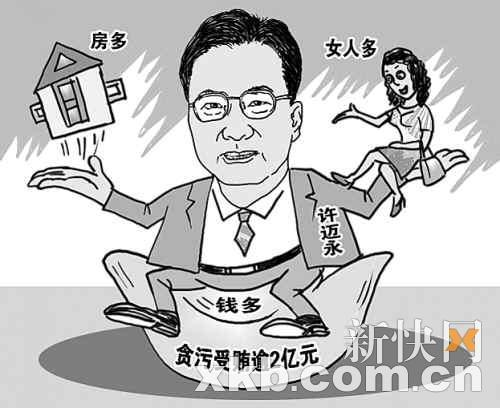 房多
女人多
许迈永
钱多
贪污受贿逾2亿元
新快网
xkb.com.cn